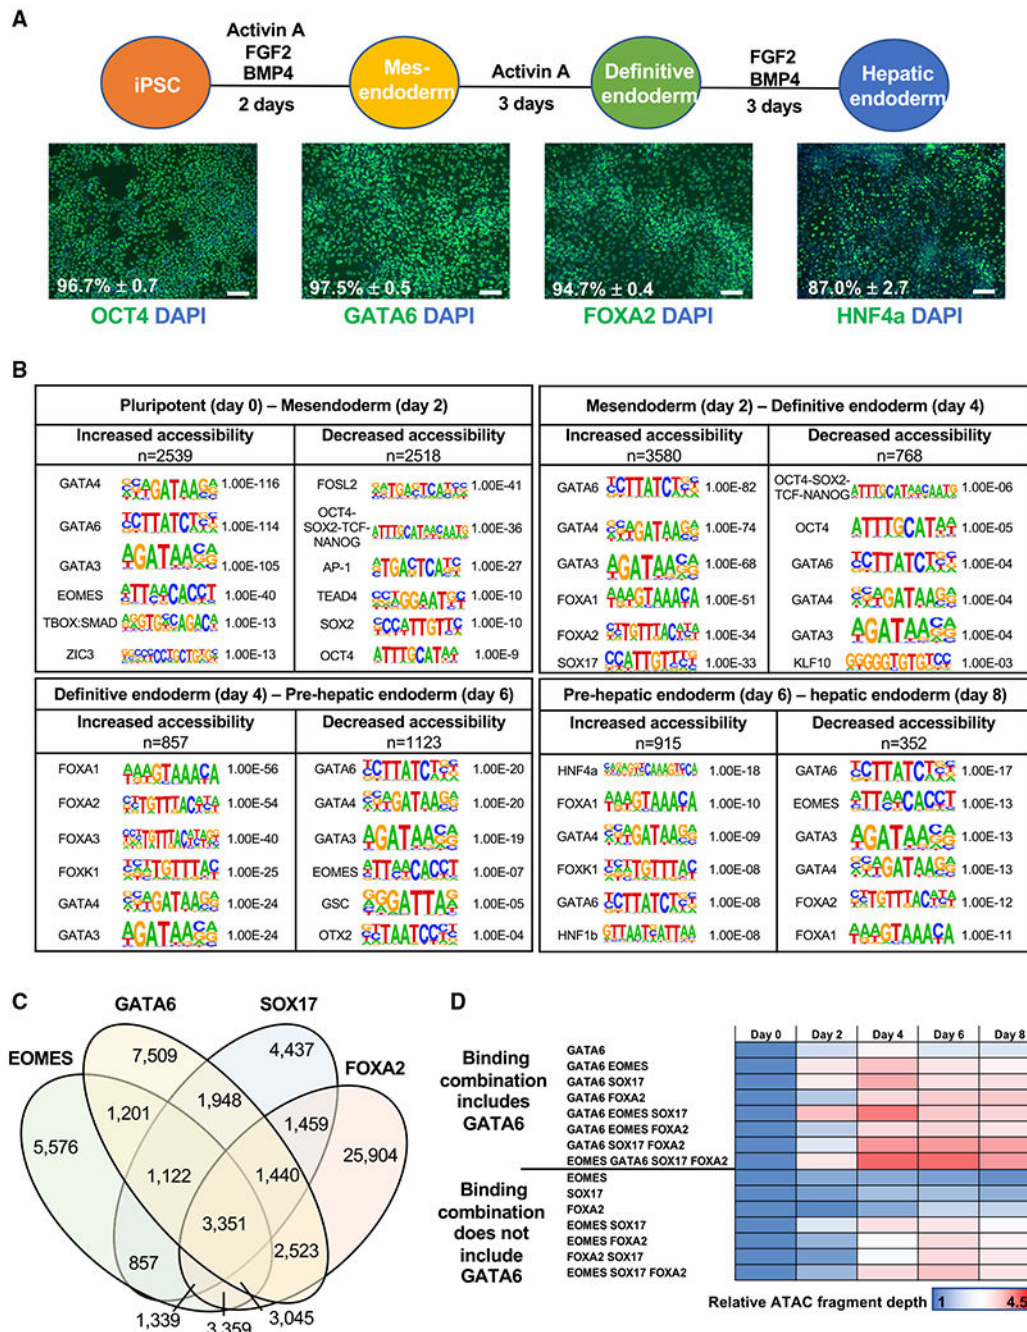 A
Activin A
FGF2
BMP4
iPSC
2 days
Mes-
endoderm
Activin A
3 days
Definitive
endoderm
FGF2
BMP4
3 days
Hepatic
endoderm
96.7% ± 0.7
97.5% ± 0.5
94.7% ± 0.4
87.0% ± 2.7
OCT4 DAPI
GATA6 DAPI
FOXA2 DAPI
HNF4a DAPI
B
Pluripotent (day 0) – Mesendoderm (day 2)
Increased accessibility
n=2539
GATA4 1.00E-116
GATA6 1.00E-114
GATA3 1.00E-105
EOMES 1.00E-40
TBOX:SMAD 1.00E-13
ZIC3 1.00E-13
Decreased accessibility
n=2518
FOSL2 1.00E-41
OCT4-
SOX2-TCF-
NANOG 1.00E-36
AP-1 1.00E-27
TEAD4 1.00E-10
SOX2 1.00E-10
OCT4 1.00E-9
Mesendoderm (day 2) – Definitive endoderm (day 4)
Increased accessibility
n=3580
GATA6 1.00E-82
GATA4 1.00E-74
GATA3 1.00E-68
FOXA1 1.00E-51
FOXA2 1.00E-34
SOX17 1.00E-33
Decreased accessibility
n=768
OCT4-SOX2-
TCF-NANOG 1.00E-06
OCT4 1.00E-05
GATA6 1.00E-04
GATA4 1.00E-04
GATA3 1.00E-04
KLF10 1.00E-03
Definitive endoderm (day 4) – Pre-hepatic endoderm (day 6)
Increased accessibility
n=857
FOXA1 1.00E-56
FOXA2 1.00E-54
FOXA3 1.00E-40
FOXK1 1.00E-25
GATA4 1.00E-24
GATA3 1.00E-24
Decreased accessibility
n=1123
GATA6 1.00E-20
GATA4 1.00E-20
GATA3 1.00E-19
EOMES 1.00E-07
GSC 1.00E-05
OTX2 1.00E-04
Pre-hepatic endoderm (day 6) – hepatic endoderm (day 8)
Increased accessibility
n=915
HNF4a 1.00E-18
FOXA1 1.00E-10
GATA4 1.00E-09
FOXK1 1.00E-08
GATA6 1.00E-08
HNF1b 1.00E-08
Decreased accessibility
n=352
GATA6 1.00E-17
EOMES 1.00E-13
GATA3 1.00E-13
GATA4 1.00E-13
FOXA2 1.00E-12
FOXA1 1.00E-11
C
GATA6
SOX17
EOMES
FOXA2
7,509
4,437
1,201
1,948
1,459
5,576
25,904
1,122
1,440
3,351
857
2,523
1,339
3,359
3,045
D
Day 0 Day 2 Day 4 Day 6 Day 8
Binding
combination
includes
GATA6
GATA6
GATA6 EOMES
GATA6 SOX17
GATA6 FOXA2
GATA6 EOMES SOX17
GATA6 EOMES FOXA2
GATA6 SOX17 FOXA2
EOMES GATA6 SOX17 FOXA2
Binding
combination
does not
include
GATA6
EOMES
SOX17
FOXA2
EOMES SOX17
EOMES FOXA2
FOXA2 SOX17
EOMES SOX17 FOXA2
Relative ATAC fragment depth 1 4.5